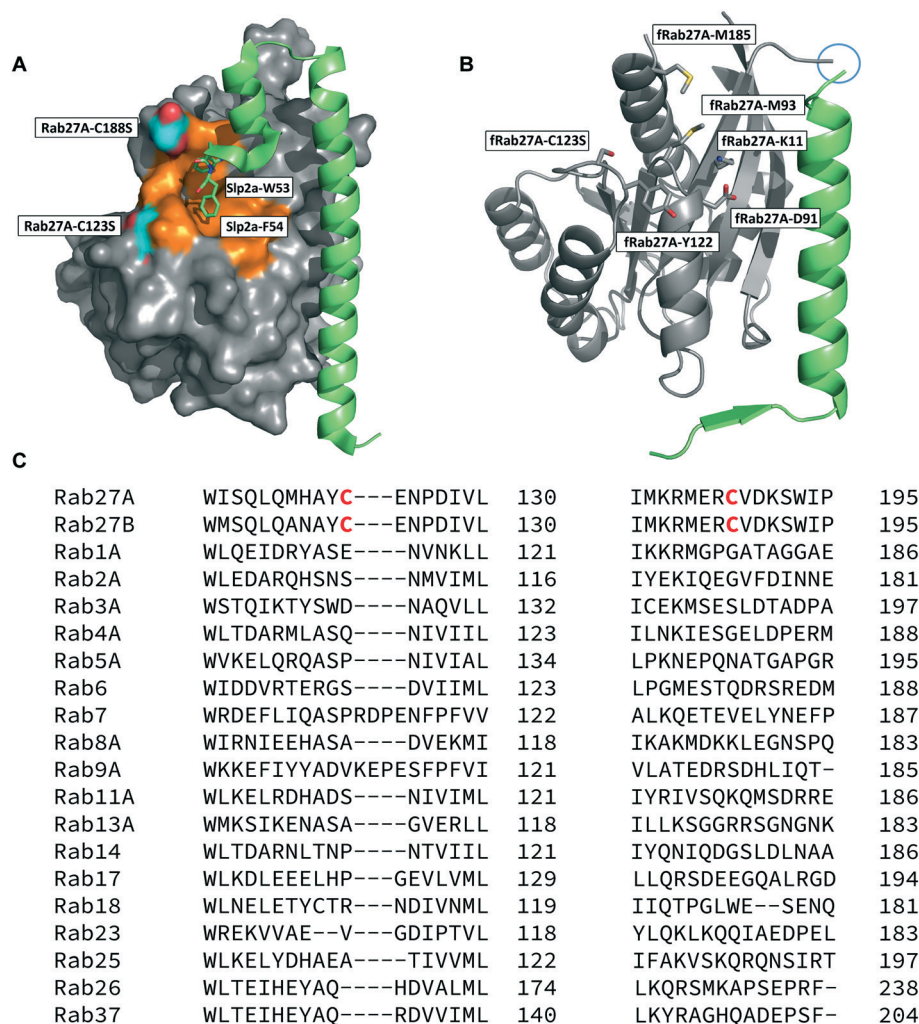 A
B
Rab27A-C188S
Slp2a-W53
Rab27A-C123S
Slp2a-F54
fRab27A-M185
fRab27A-M93
fRab27A-C123S
fRab27A-K11
fRab27A-D91
fRab27A-Y122
C
Rab27A WISQLQMHAYC----ENPDIVL 130 IMKRMERCVDKSWIP 195
Rab27B WMSQLQANAYC----ENPDIVL 130 IMKRMERCVDKSWIP 195
Rab1A WLQEIDRYASE----NVNKLL 121 IKKRMGPGATAGGAE 186
Rab2A WLEDARQHSNS----NMVIML 116 IYEKIQEGVFDINNE 181
Rab3A WSTQIKTYSWD----NAQVLL 132 ICEKMSESLDTADPA 197
Rab4A WLTDARMLASQ----NIVIIL 123 ILNKIESGELDPERM 188
Rab5A WVKELQRQASP----NIVIAL 134 LPKNEPQNATGAPGR 195
Rab6 WIDDVRTERGS----DVIIML 123 LPGMESTQDRSREDM 188
Rab7 WRDEFLIQASPRDPENFPFVV 122 ALKQETEVELYNEFP 187
Rab8A WIRNIEEHASA----DVEKMI 118 IKAKMDKKLEGNSPQ 183
Rab9A WKKEFIYYADVKEPESFPFVI 121 VLATEDRSDHLIQT- 185
Rab11A WLKELRDHADS----NIVIML 121 IYRIVSQKQMSDRRE 186
Rab13A WMKSIKENASA----GVERLL 118 ILLKSGGRRSGNGNK 183
Rab14 WLTDARNLTNP----NTVIIL 121 IYQNIQDGSLDLNAA 186
Rab17 WLKDLEEELHP----GEVLVML 129 LLQRSDEEGQALRGD 194
Rab18 WLNELETYCTR----NDIVNML 119 IIQTPGLWE--SENQ 181
Rab23 WREKVVAE--V----GDIPTVL 118 YLQKLKQQIAEDPEL 183
Rab25 WLKELYDHAEA----TIVVML 122 IFAKVSKQRQNSIRT 197
Rab26 WLTEIHEYAQ----HDVALML 174 LKQRSMKAPSEPRF- 238
Rab37 WLTEIHEYAQ----RDVVIML 140 LKYRAGHQADEPSF- 204